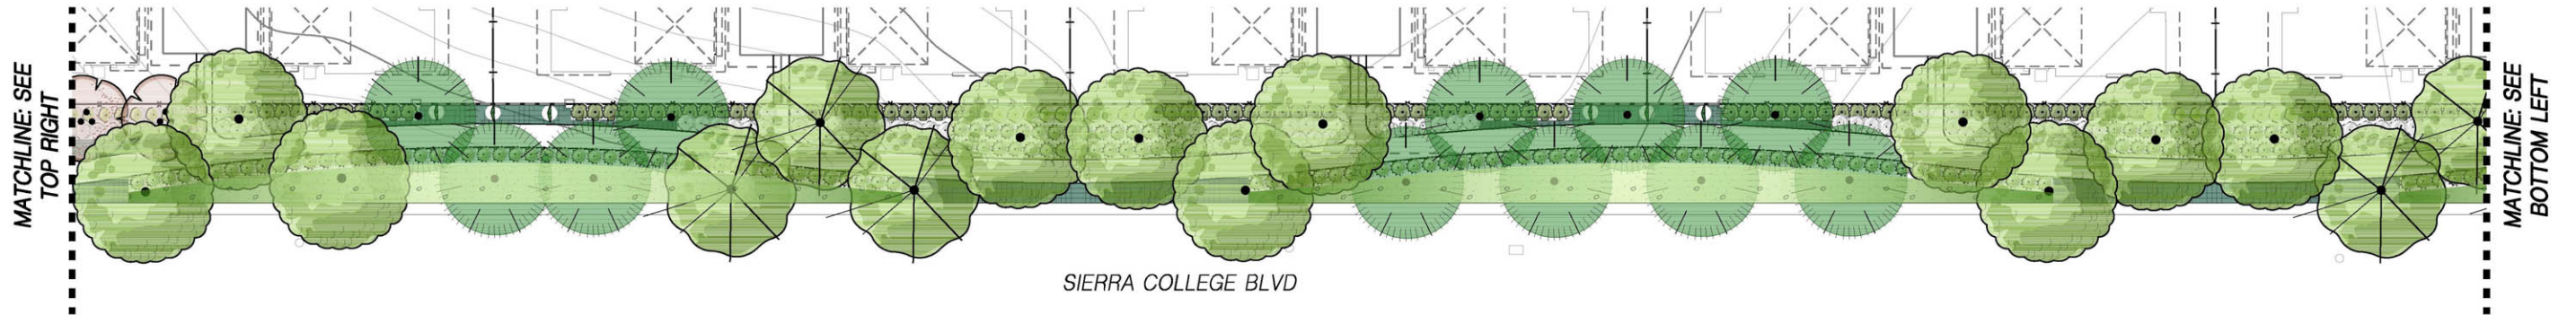 MATCHLINE: SEE
TOP RIGHT
SIERRA COLLEGE BLVD
MATCHLINE: SEE
BOTTOM LEFT